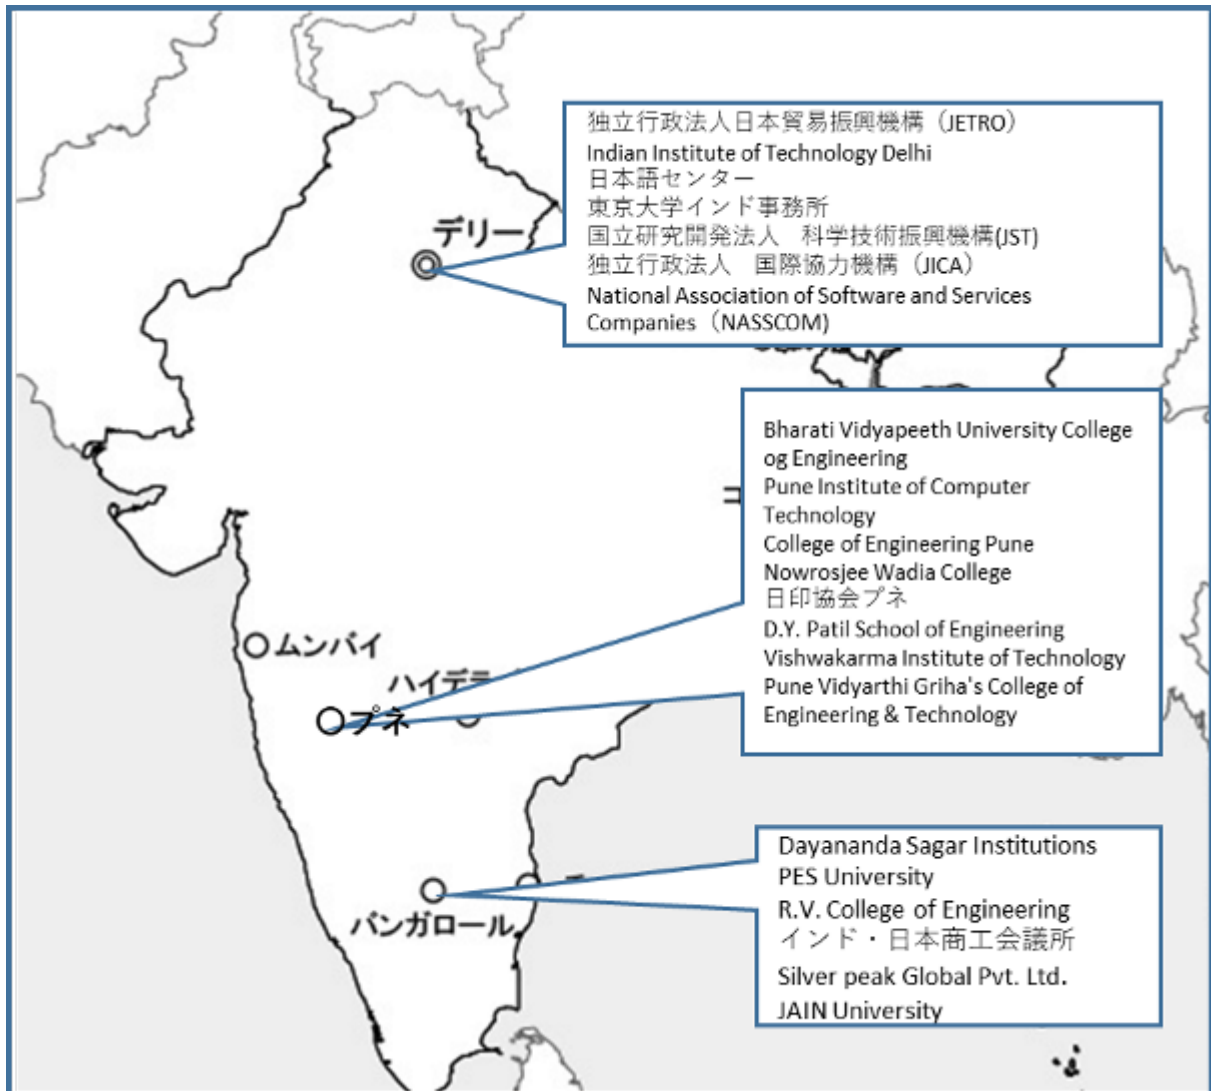 独立行政法人日本貿易振興機構（JETRO）
Indian Institute of Technology Delhi
日本語センター
東京大学インド事務所
国立研究開発法人　科学技術振興機構(JST)
独立行政法人　国際協力機構（JICA）
National Association of Software and Services
Companies（NASSCOM)
デリー
Bharati Vidyapeeth University College
og Engineering
Pune Institute of Computer
Technology
College of Engineering Pune
Nowrosjee Wadia College
日印協会プネ
D.Y. Patil School of Engineering
Vishwakarma Institute of Technology
Pune Vidyarthi Griha's College of
Engineering & Technology
ムンバイ
ハイデラ
プネ
Dayananda Sagar Institutions
PES University
R.V. College of Engineering
インド・日本商工会議所
Silver peak Global Pvt. Ltd.
JAIN University
バンガロール